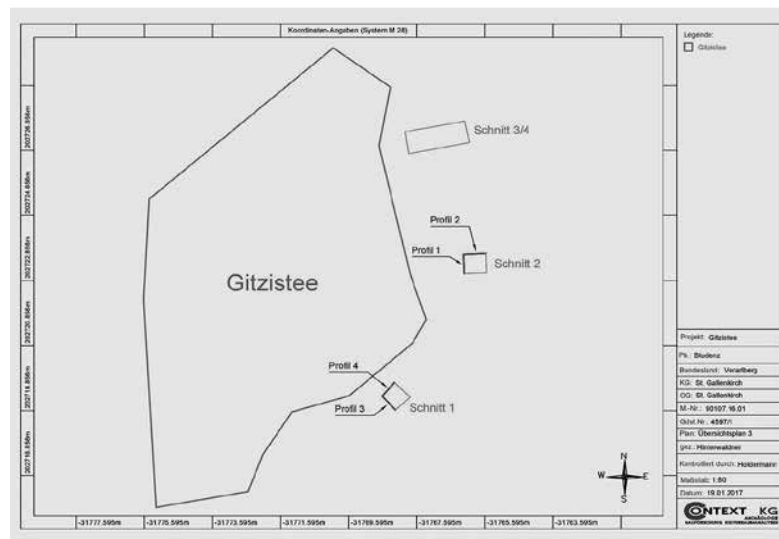 Koordinaten-Angaben (System M 28)
Legende:
Gitzistee
Schnitt 3/4
Profil 2
Profil 1
Schnitt 2
Gitzistee
Profil 4
Profil 3
Schnitt 1
N
W
E
S
202726.856m
202724.856m
202722.856m
202720.856m
202718.856m
202716.856m
-31777.595m
-31775.595m
-31773.595m
-31771.595m
-31769.595m
-31767.595m
-31765.595m
-31763.595m
Projekt: Gitzistee
Pb.: Bludenz
Bundesland: Vorarlberg
KG: St. Gallenkirch
OG: St. Gallenkirch
M-Nr.: 90107.16.01
Gdst.Nr.: 4597/1
Plan: Übersichtsplan 3
gez.: Hinterwaldner
Kontrolliert durch: Holdermann
Maßstab: 1:50
Datum: 19.01.2017
CONTEXT KG
ARCHÄOLOGIE